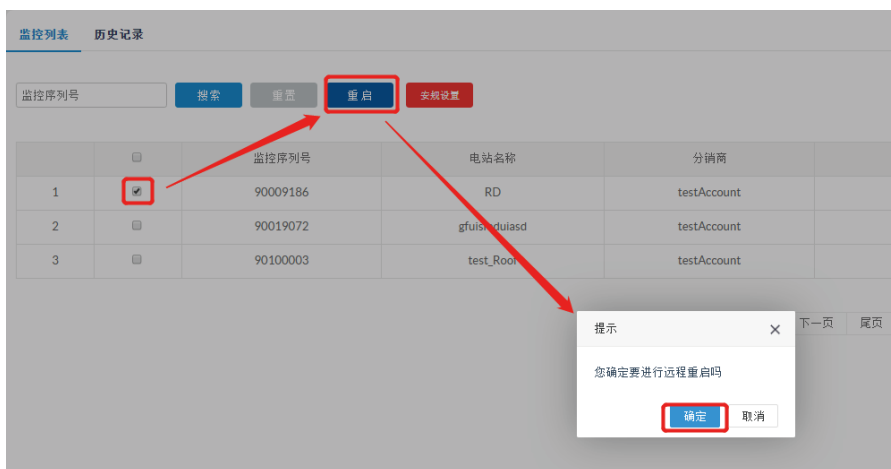 监控列表 历史记录
监控序列号 搜索 重置 重启 安规设置
监控序列号 电站名称 分销商
1 90009186 RD testAccount
2 90019072 testAccount
3 90100003 testAccount
下一页 尾页
提示
您确定要进行远程重启吗
确定 取消